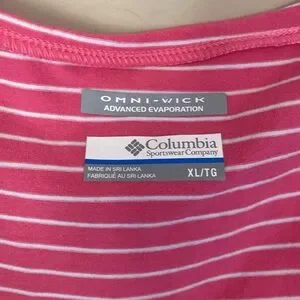 OMNI-WICK
ADVANCED EVAPORATION
Columbia
Sportswear Company
MADE IN SRI LANKA
FABRIQUÉ AU SRI LANKA
XL/TG